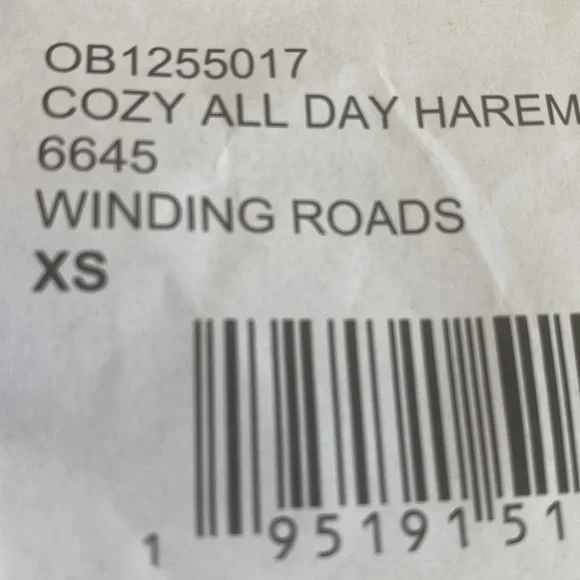 OB1255017
COZY ALL DAY HAREM
6645
WINDING ROADS
XS
1 95191 51